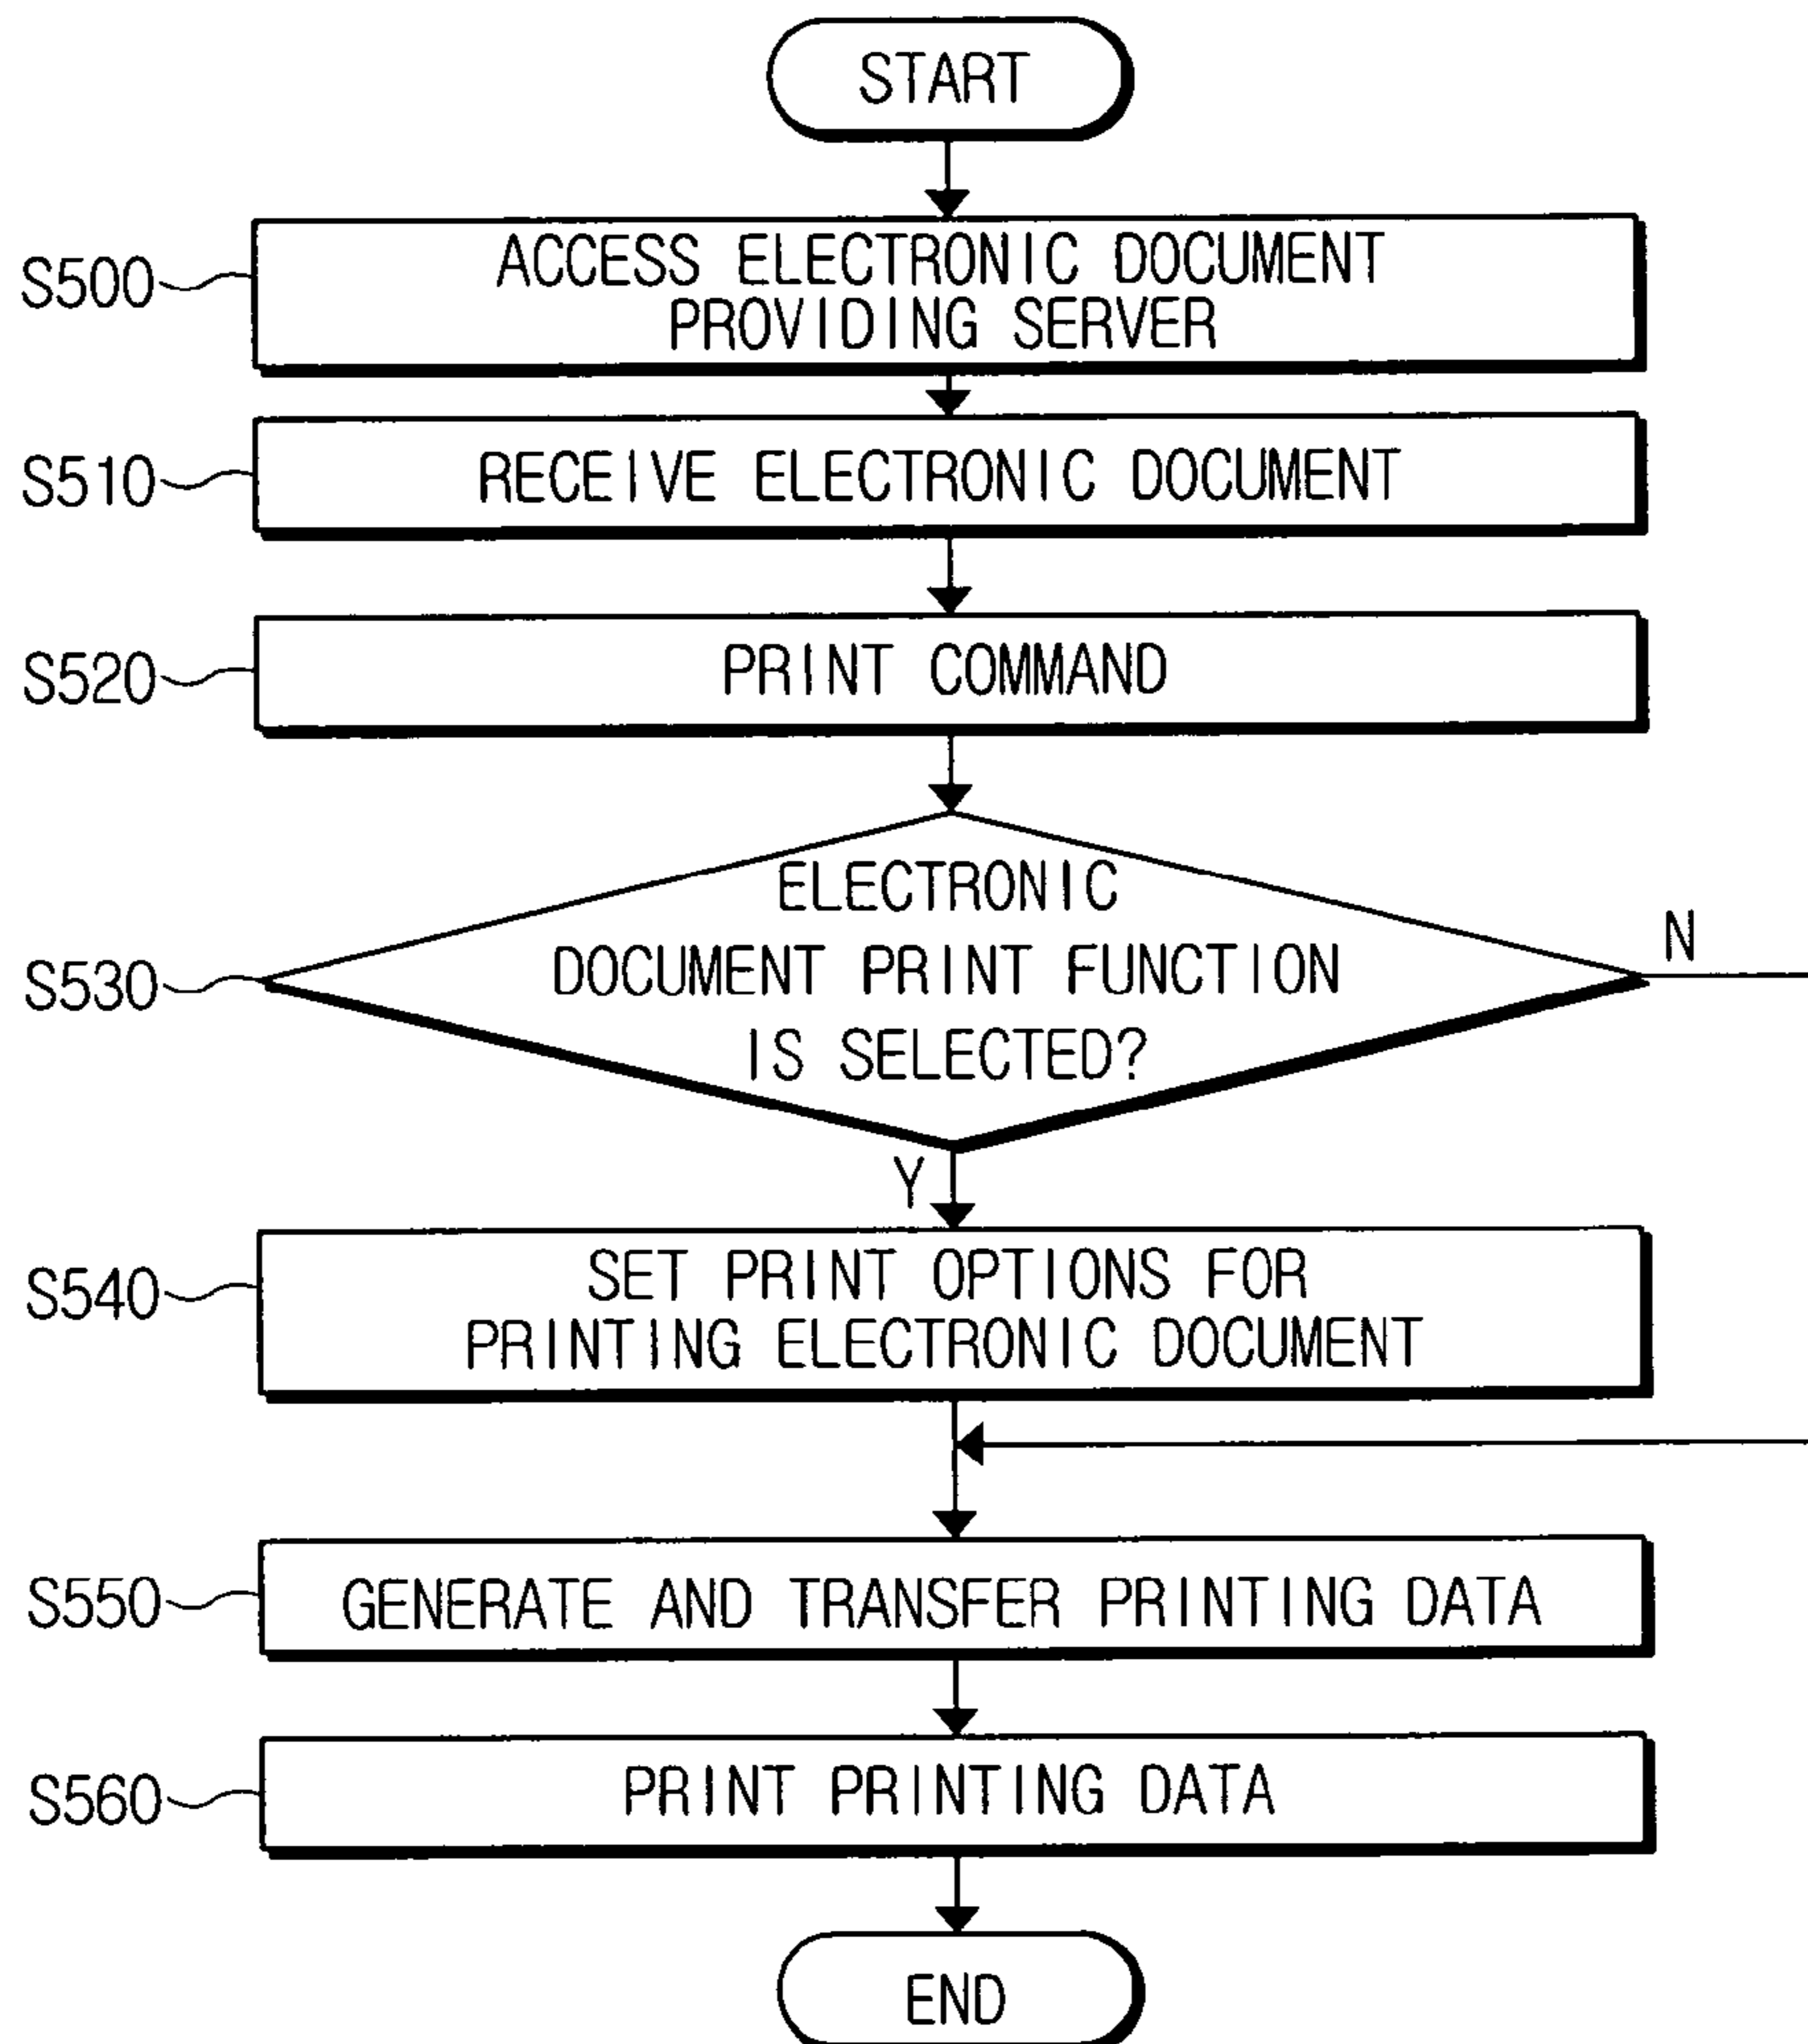 START
S500
ACCESS ELECTRONIC DOCUMENT
PROVIDING SERVER
S510
RECEIVE ELECTRONIC DOCUMENT
S520
PRINT COMMAND
S530
ELECTRONIC
DOCUMENT PRINT FUNCTION
IS SELECTED?
N
Y
S540
SET PRINT OPTIONS FOR
PRINTING ELECTRONIC DOCUMENT
S550
GENERATE AND TRANSFER PRINTING DATA
S560
PRINT PRINTING DATA
END